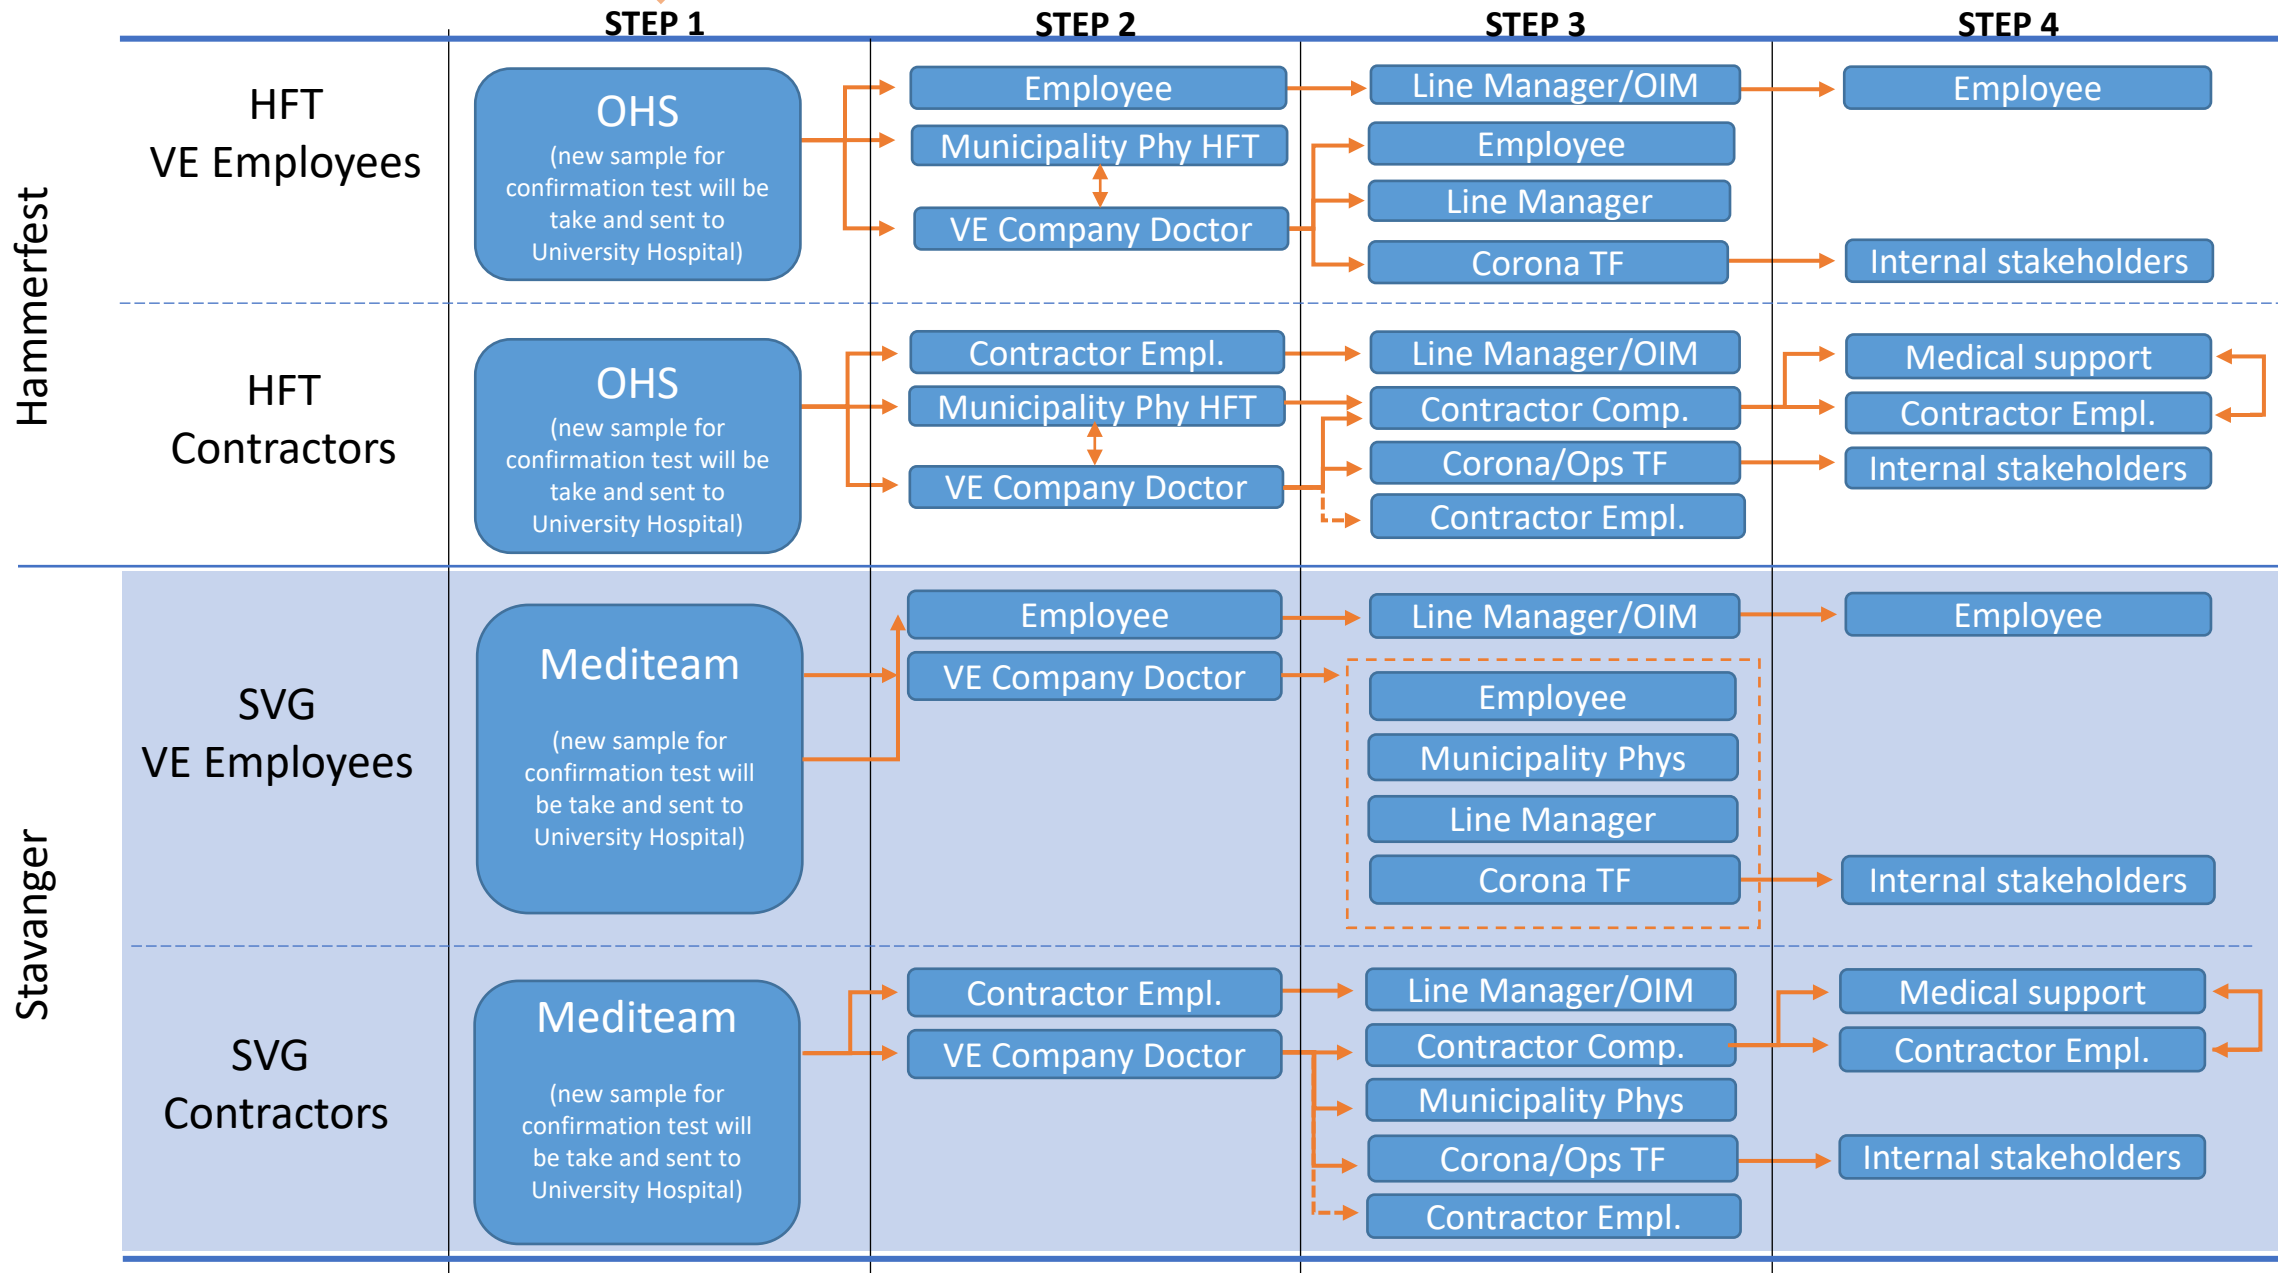 STEP 1
STEP 2
STEP 3
STEP 4
Hammerfest
HFT
VE Employees
OHS
(new sample for
confirmation test will be
take and sent to
University Hospital)
Employee
Municipality Phy HFT
VE Company Doctor
Line Manager/OIM
Employee
Line Manager
Corona TF
Employee
Internal stakeholders
HFT
Contractors
OHS
(new sample for
confirmation test will be
take and sent to
University Hospital)
Contractor Empl.
Municipality Phy HFT
VE Company Doctor
Line Manager/OIM
Contractor Comp.
Corona/Ops TF
Contractor Empl.
Medical support
Contractor Empl.
Internal stakeholders
Stavanger
SVG
VE Employees
Mediteam
(new sample for
confirmation test will
be take and sent to
University Hospital)
Employee
VE Company Doctor
Line Manager/OIM
Employee
Municipality Phys
Line Manager
Corona TF
Employee
Internal stakeholders
SVG
Contractors
Mediteam
(new sample for
confirmation test will
be take and sent to
University Hospital)
Contractor Empl.
VE Company Doctor
Line Manager/OIM
Contractor Comp.
Municipality Phys
Corona/Ops TF
Contractor Empl.
Medical support
Contractor Empl.
Internal stakeholders